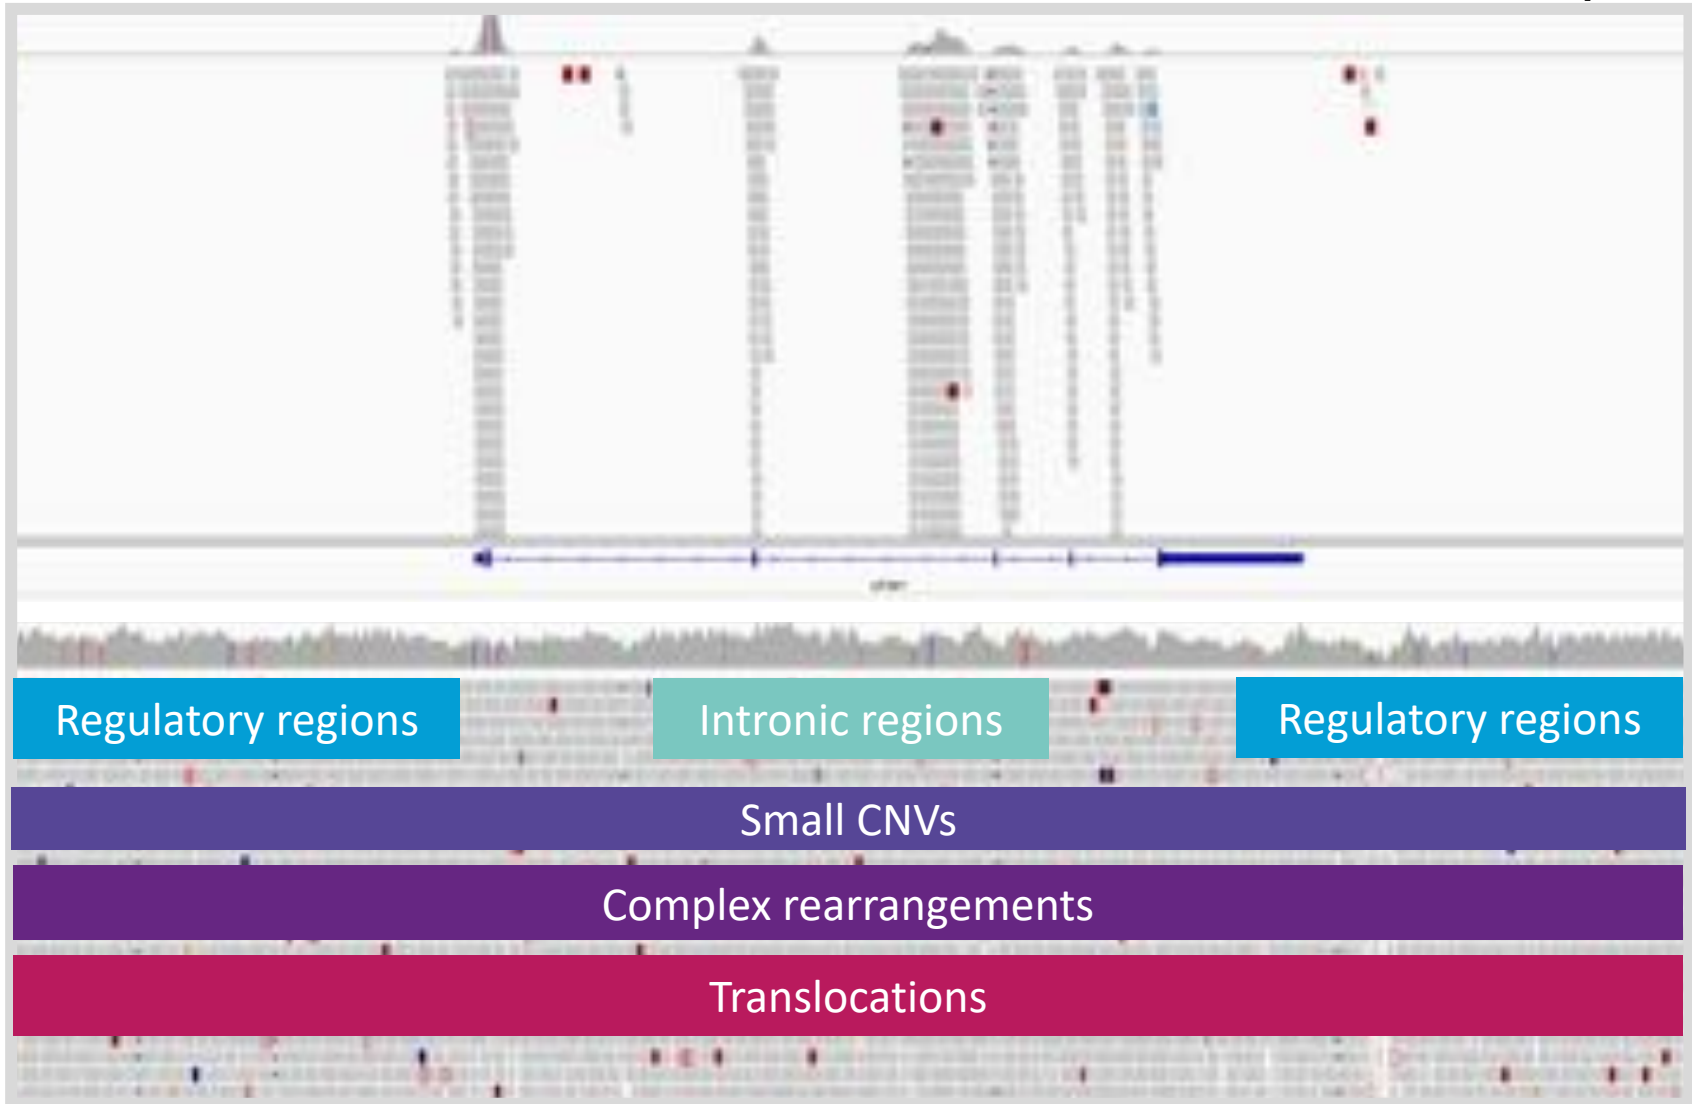 Regulatory regions
Intronic regions
Regulatory regions
Small CNVs
Complex rearrangements
Translocations